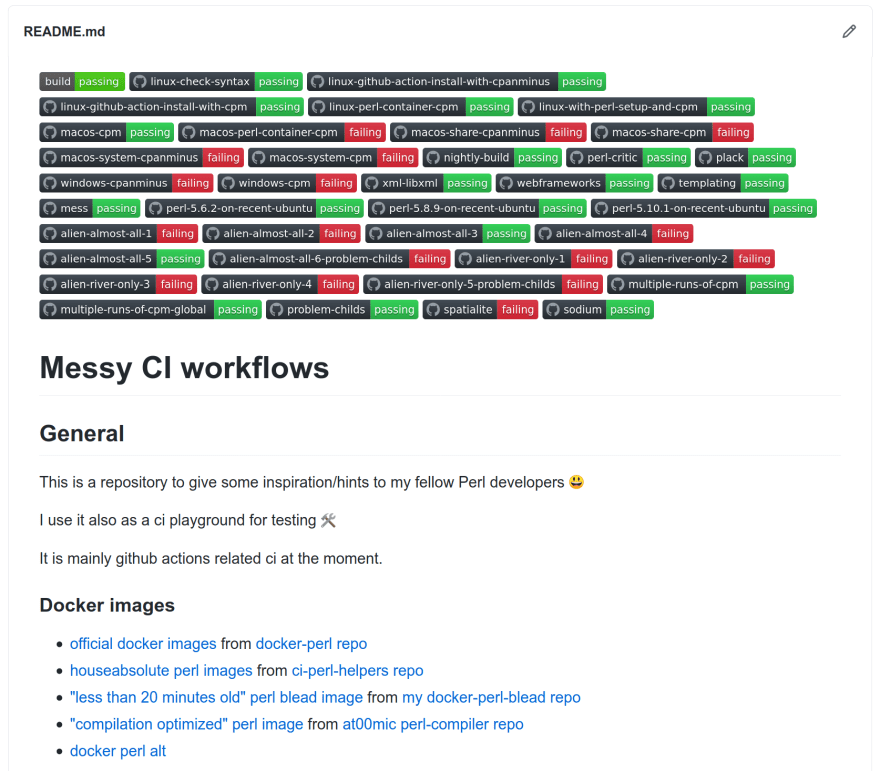 README.md
build passing linux-check-syntax passing linux-github-action-install-with-cpanminus passing
linux-github-action-install-with-cpm passing linux-perl-container-cpm passing linux-with-perl-setup-and-cpm passing
macos-cpm passing macos-perl-container-cpm failing macos-share-cpanminus failing macos-share-cpm failing
macos-system-cpanminus failing macos-system-cpm failing nightly-build passing perl-critic passing plack passing
windows-cpanminus failing windows-cpm failing xml-libxml passing webframeworks passing templating passing
mess passing perl-5.6.2-on-recent-ubuntu passing perl-5.8.9-on-recent-ubuntu passing perl-5.10.1-on-recent-ubuntu passing
alien-almost-all-1 failing alien-almost-all-2 failing alien-almost-all-3 passing alien-almost-all-4 failing
alien-almost-all-5 passing alien-almost-all-6-problem-childs failing alien-river-only-1 failing alien-river-only-2 failing
alien-river-only-3 failing alien-river-only-4 failing alien-river-only-5-problem-childs failing multiple-runs-of-cpm passing
multiple-runs-of-cpm-global passing problem-childs passing spatialite failing sodium passing
Messy CI workflows
General
This is a repository to give some inspiration/hints to my fellow Perl developers 😃
I use it also as a ci playground for testing 🛠
It is mainly github actions related ci at the moment.
Docker images
• official docker images from docker-perl repo
• houseabsolute perl images from ci-perl-helpers repo
• "less than 20 minutes old" perl blead image from my docker-perl-blead repo
• "compilation optimized" perl image from at00mic perl-compiler repo
• docker perl alt